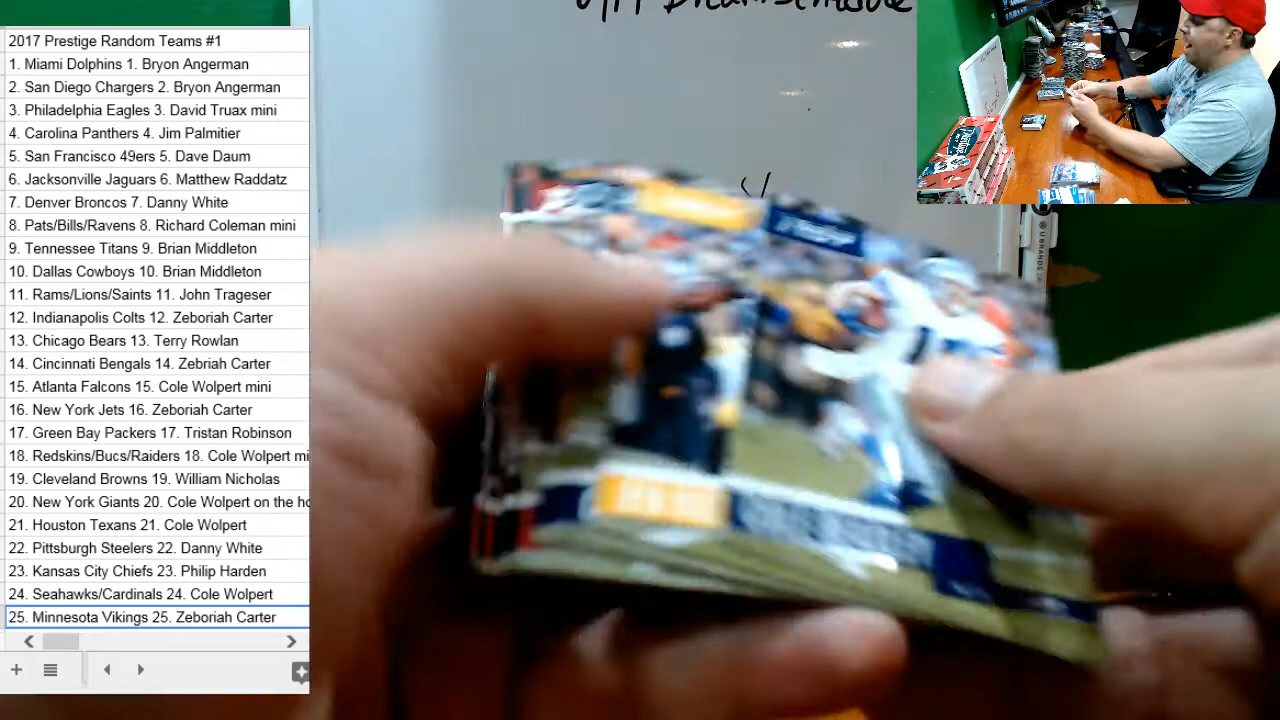 2017 Prestige Random Teams #1
1. Miami Dolphins 1. Bryon Angerman
2. San Diego Chargers 2. Bryon Angerman
3. Philadelphia Eagles 3. David Truax mini
4. Carolina Panthers 4. Jim Palmitier
5. San Francisco 49ers 5. Dave Daum
6. Jacksonville Jaguars 6. Matthew Raddatz
7. Denver Broncos 7. Danny White
8. Pats/Bills/Ravens 8. Richard Coleman mini
9. Tennessee Titans 9. Brian Middleton
10. Dallas Cowboys 10. Brian Middleton
11. Rams/Lions/Saints 11. John Trageser
12. Indianapolis Colts 12. Zeboriah Carter
13. Chicago Bears 13. Terry Rowlan
14. Cincinnati Bengals 14. Zebriah Carter
15. Atlanta Falcons 15. Cole Wolpert mini
16. New York Jets 16. Zeboriah Carter
17. Green Bay Packers 17. Tristan Robinson
18. Redskins/Bucs/Raiders 18. Cole Wolpert mi
19. Cleveland Browns 19. William Nicholas
20. New York Giants 20. Cole Wolpert on the ho
21. Houston Texans 21. Cole Wolpert
22. Pittsburgh Steelers 22. Danny White
23. Kansas City Chiefs 23. Philip Harden
24. Seahawks/Cardinals 24. Cole Wolpert
25. Minnesota Vikings 25. Zeboriah Carter